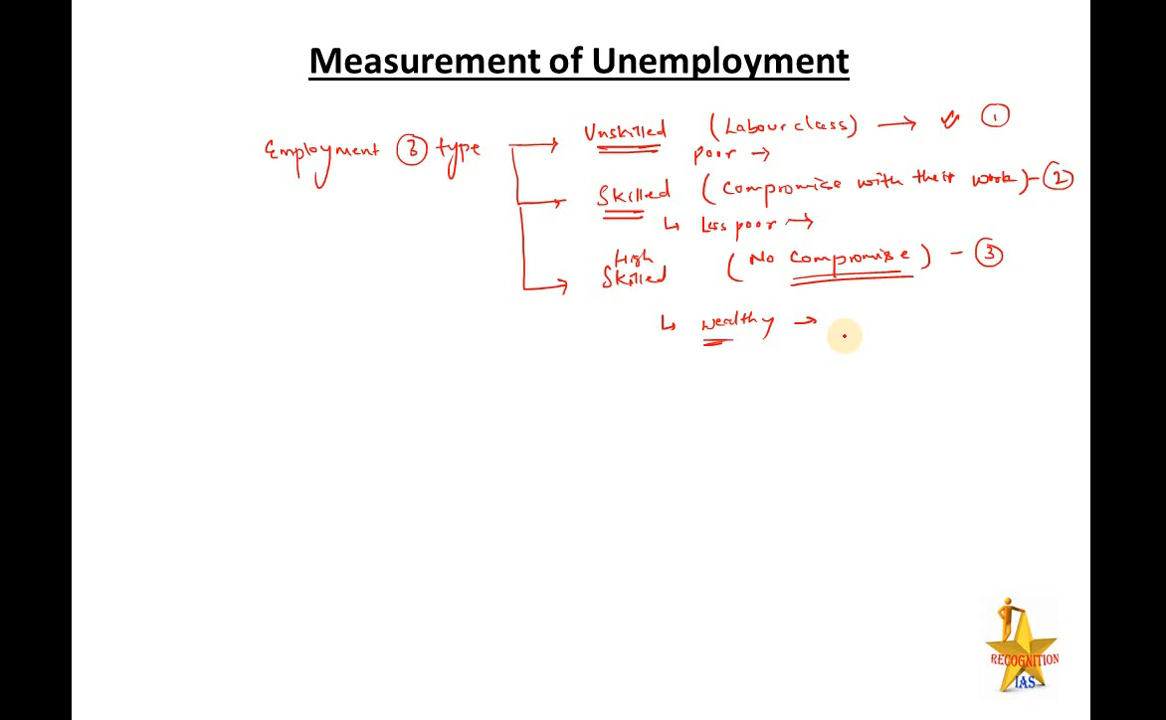 Measurement of Unemployment
Employment 3 type
Unskilled (Labour class) → 1
poor →
Skilled (Compromise with their work) - 2
↳ Less poor →
High
Skilled (No compromise) - 3
↳ wealthy →
RECOGNITION
IAS